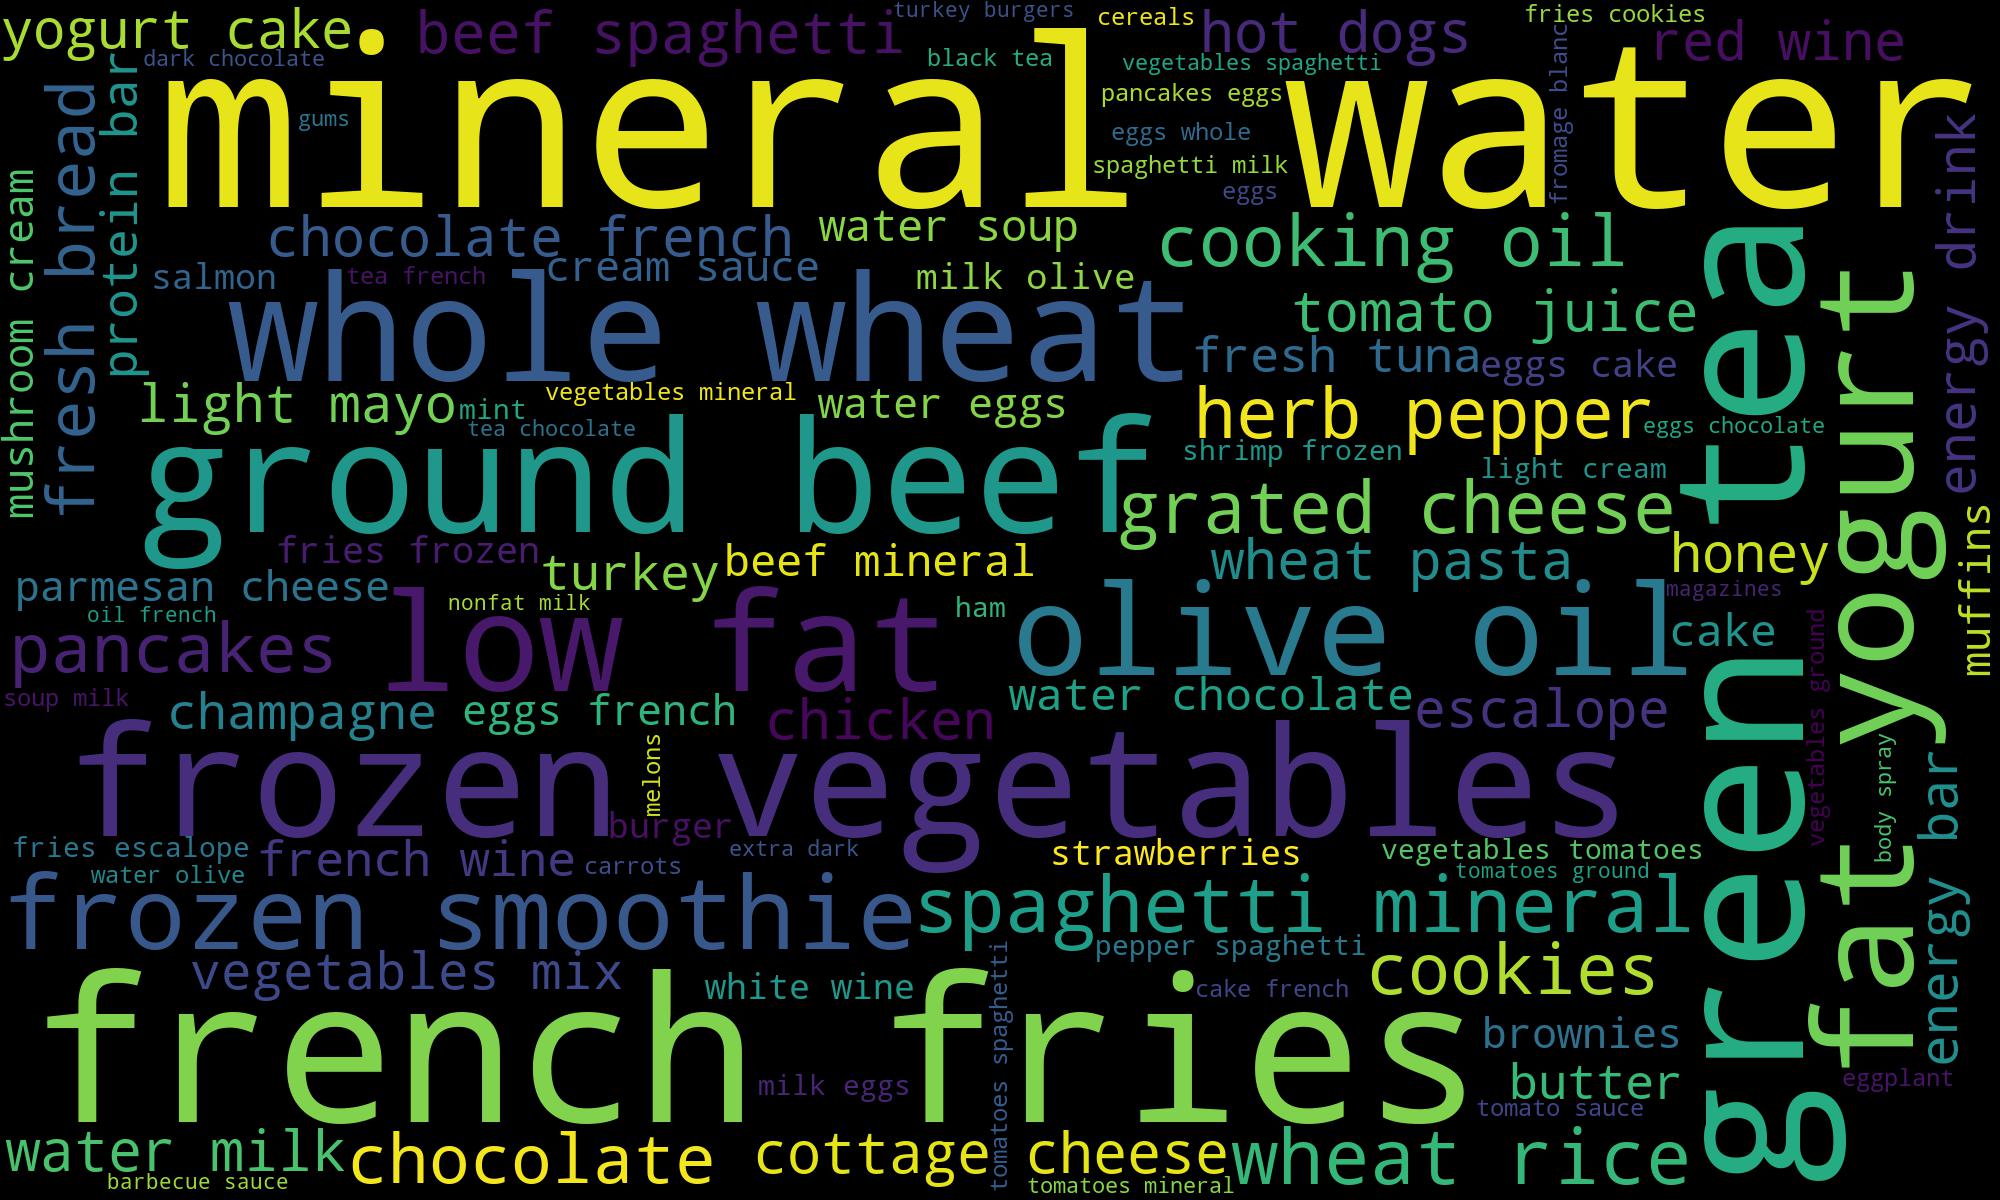 yogurt cake
beef spaghetti
turkey burgers
cereals
hot dogs
fries cookies
red wine
dark chocolate
black tea
vegetables spaghetti
fromage blanc
mineral water
pancakes eggs
gums
eggs whole
spaghetti milk
eggs
fresh bread
protein bar
mushroom cream
energy drink
chocolate french
water soup
cooking oil
salmon
tea french
cream sauce
milk olive
whole wheat
tomato juice
fresh tuna
eggs cake
green tea
fat yogurt
light mayo
mint
vegetables mineral
water eggs
herb pepper
tea chocolate
eggs chocolate
ground beef
shrimp frozen
light cream
grated cheese
fries frozen
turkey
beef mineral
wheat pasta
honey
muffins
parmesan cheese
oil french
nonfat milk
ham
magazines
low fat
olive oil
pancakes
cake
vegetables ground
soup milk
champagne
eggs french
chicken
water chocolate
escalope
frozen vegetables
melons
body spray
energy bar
burger
fries escalope
french wine
carrots
extra dark
strawberries
vegetables tomatoes
water olive
tomatoes ground
frozen smoothie
spaghetti mineral
pepper spaghetti
tomatoes spaghetti
vegetables mix
white wine
cake french
cookies
french fries
brownies
milk eggs
butter
eggplant
tomato sauce
water milk
chocolate
cottage cheese
wheat rice
barbecue sauce
tomatoes mineral